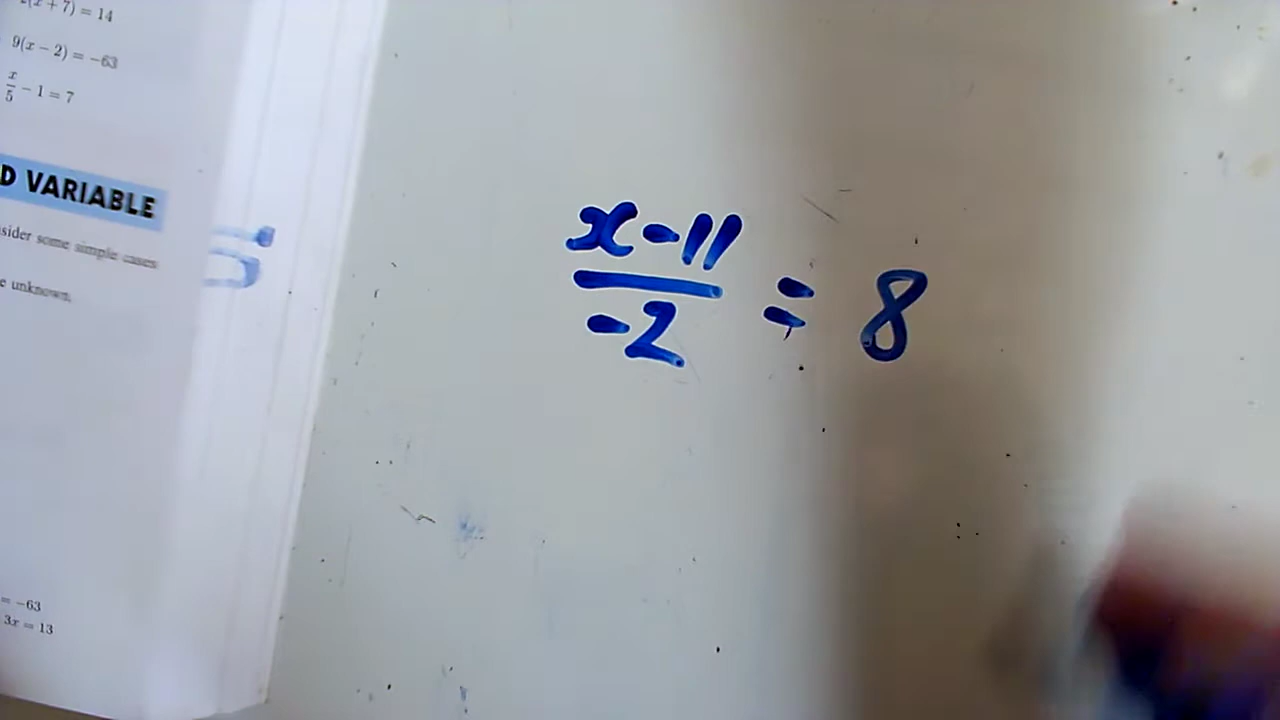 (x + 7) = 14
9(x − 2) = −63
x/5 − 1 = 7
D VARIABLE
sider some simple cases
e unknown.
= −63
3x = 13
x-11
/-2 = 8